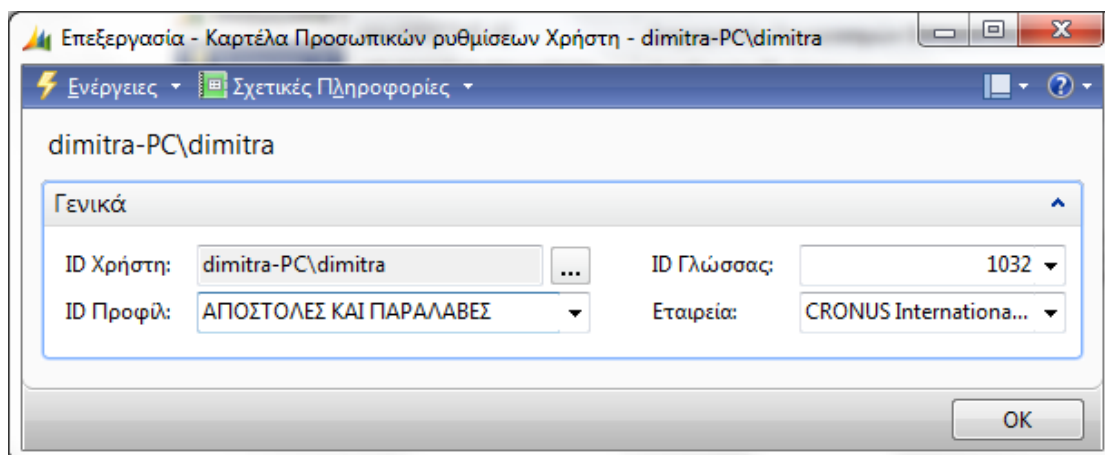 Επεξεργασία - Καρτέλα Προσωπικών ρυθμίσεων Χρήστη - dimitra-PC\dimitra
Ενέργειες Σχετικές Πληροφορίες
dimitra-PC\dimitra
Γενικά
ID Χρήστη: dimitra-PC\dimitra ... ID Γλώσσας: 1032
ID Προφίλ: ΑΠΟΣΤΟΛΕΣ ΚΑΙ ΠΑΡΑΛΑΒΕΣ Εταιρεία: CRONUS Internationa...
OK